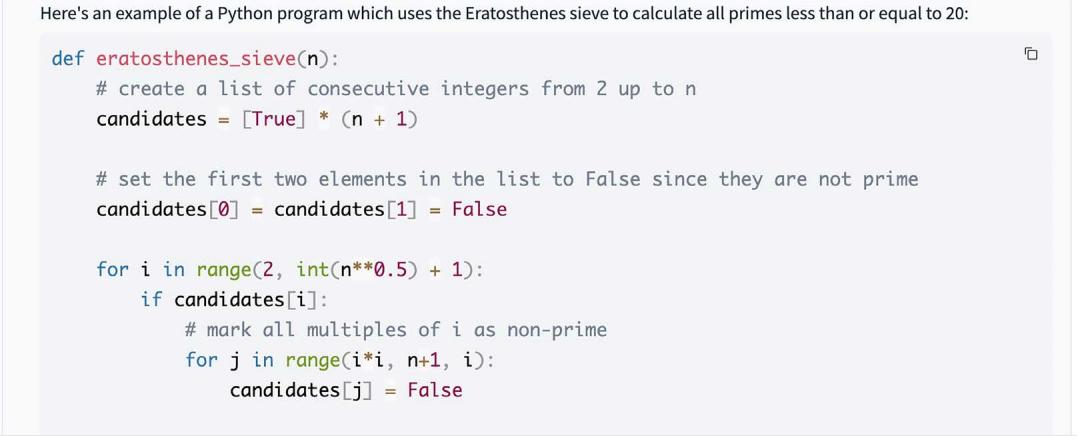 Here's an example of a Python program which uses the Eratosthenes sieve to calculate all primes less than or equal to 20:
def eratosthenes_sieve(n):
    # create a list of consecutive integers from 2 up to n
    candidates = [True] * (n + 1)

    # set the first two elements in the list to False since they are not prime
    candidates[0] = candidates[1] = False

    for i in range(2, int(n**0.5) + 1):
        if candidates[i]:
            # mark all multiples of i as non-prime
            for j in range(i*i, n+1, i):
                candidates[j] = False